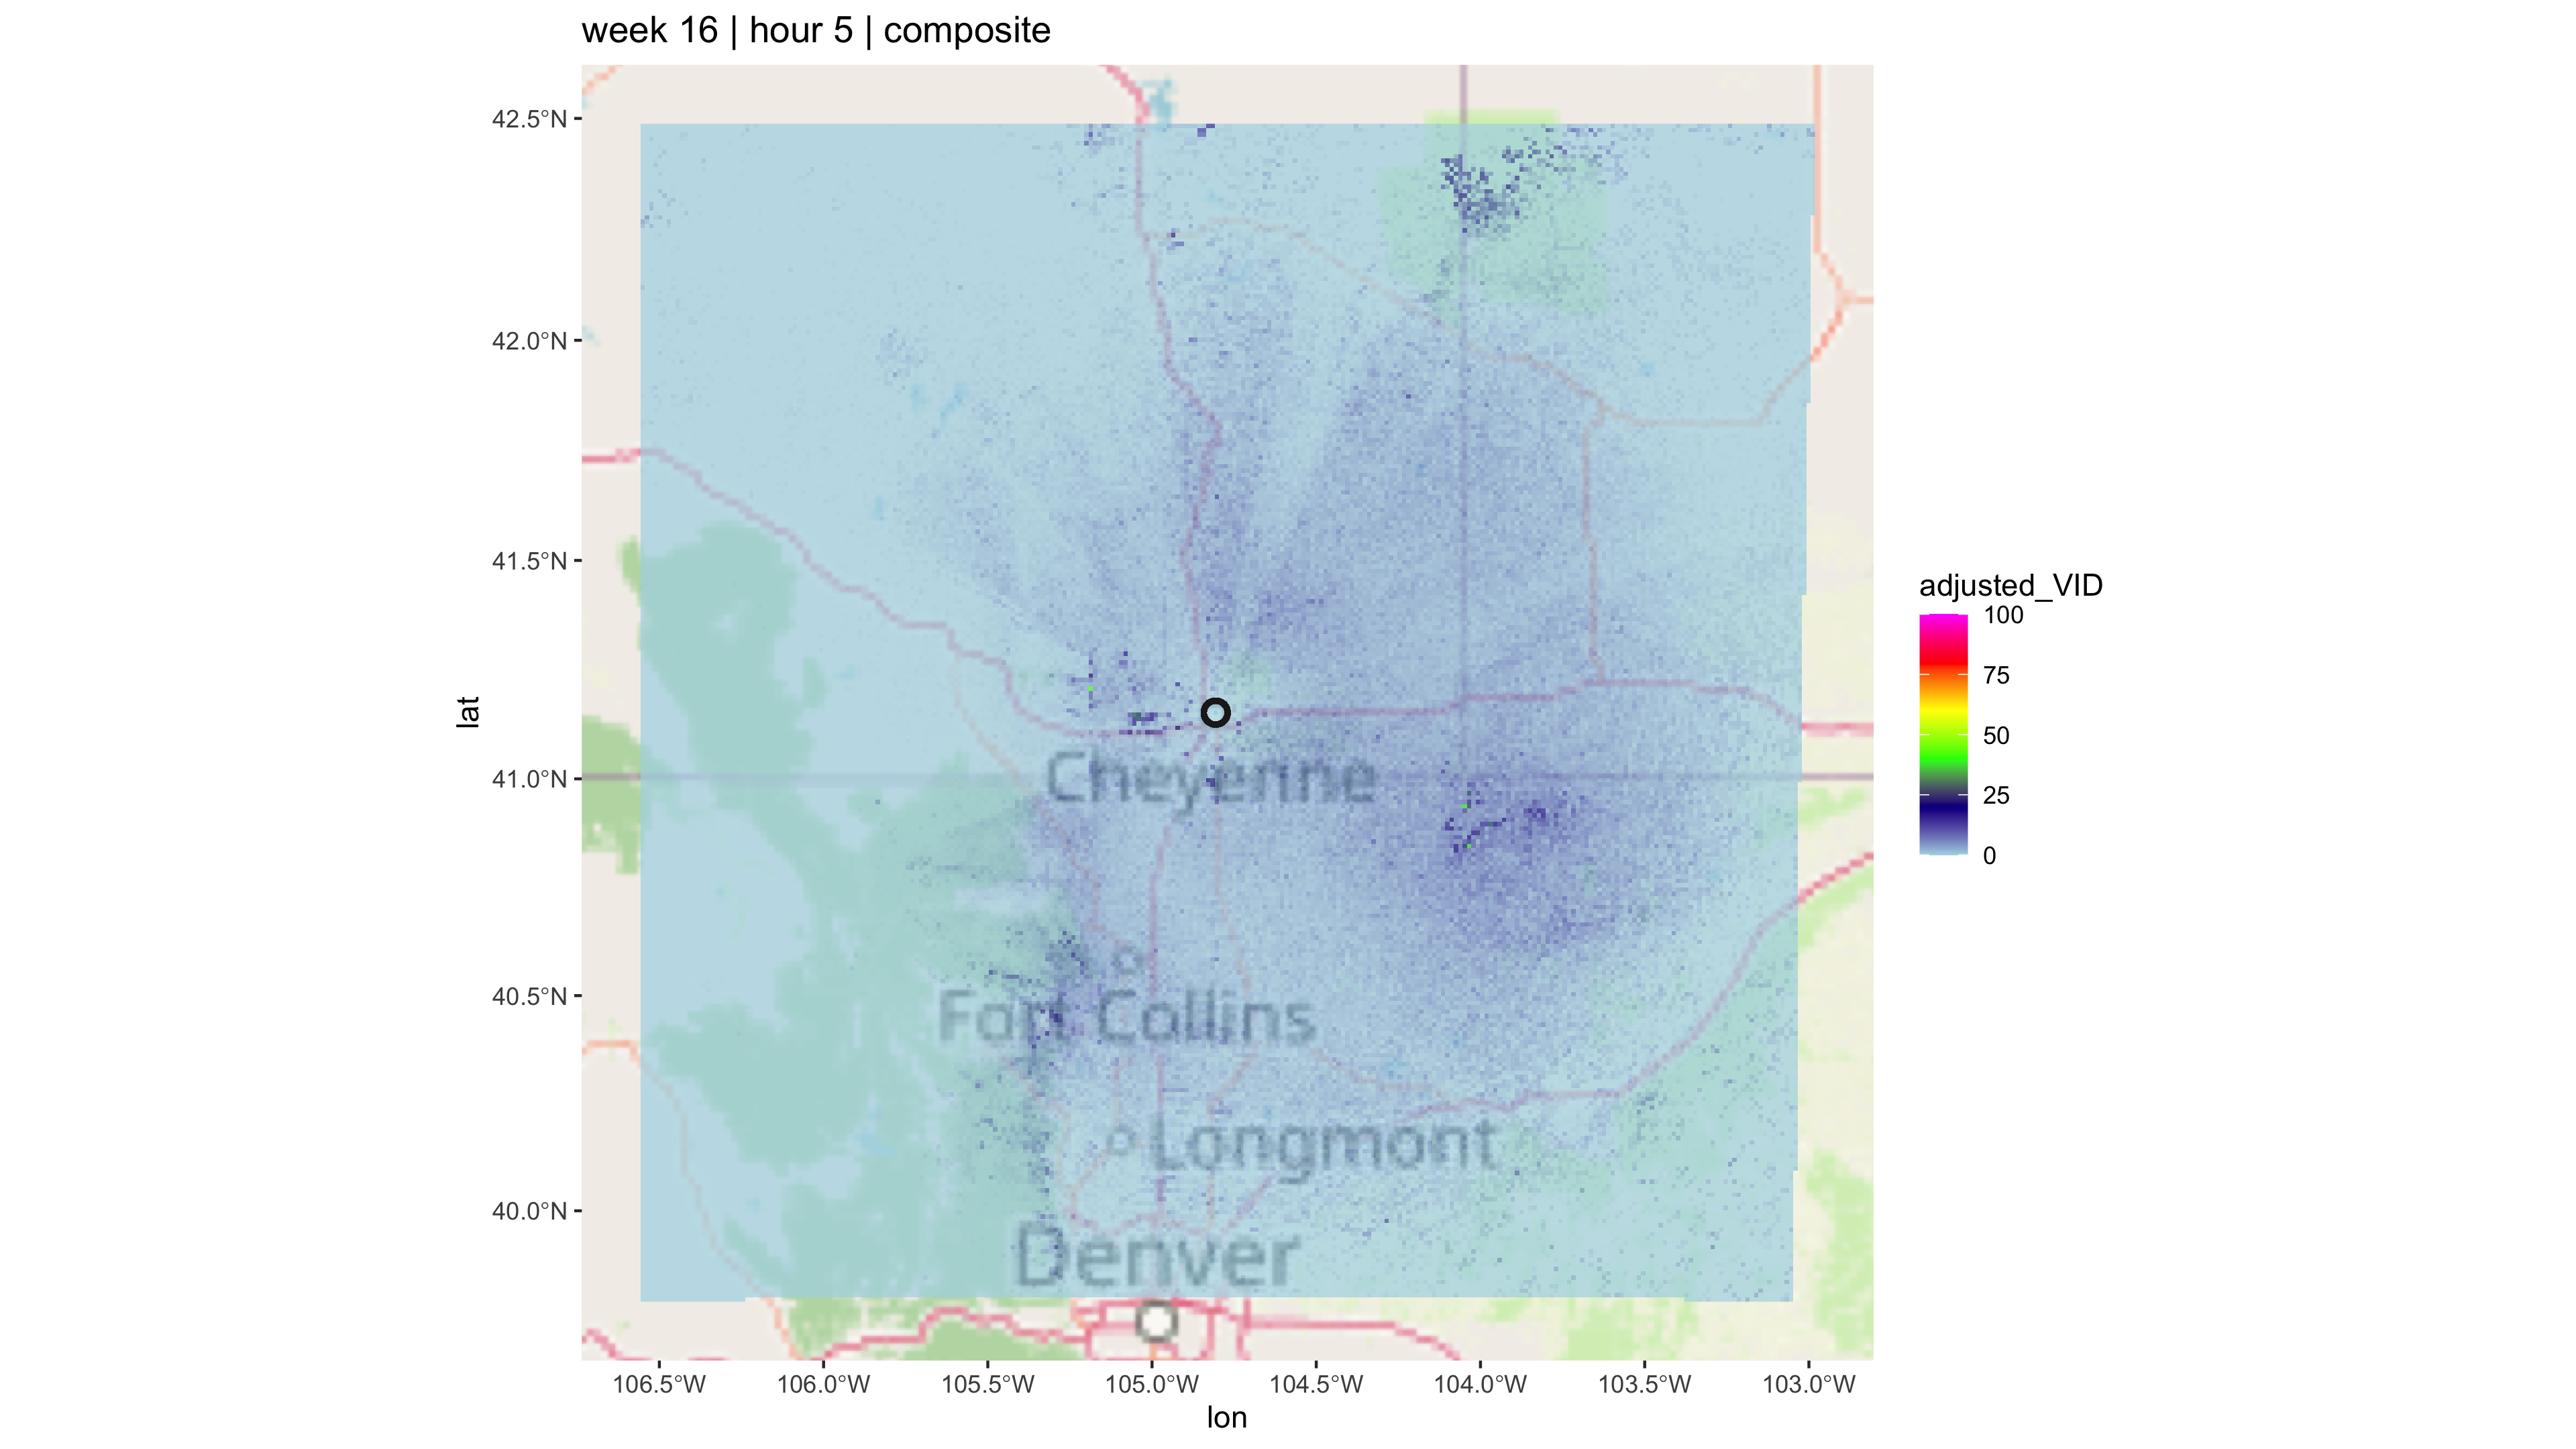 week 16 | hour 5 | composite
42.5°N
42.0°N
41.5°N
41.0°N
40.5°N
40.0°N
lat
Cheyenne
Fort Collins
Longmont
Denver
106.5°W 106.0°W 105.5°W 105.0°W 104.5°W 104.0°W 103.5°W 103.0°W
lon
adjusted_VID
100
75
50
25
0